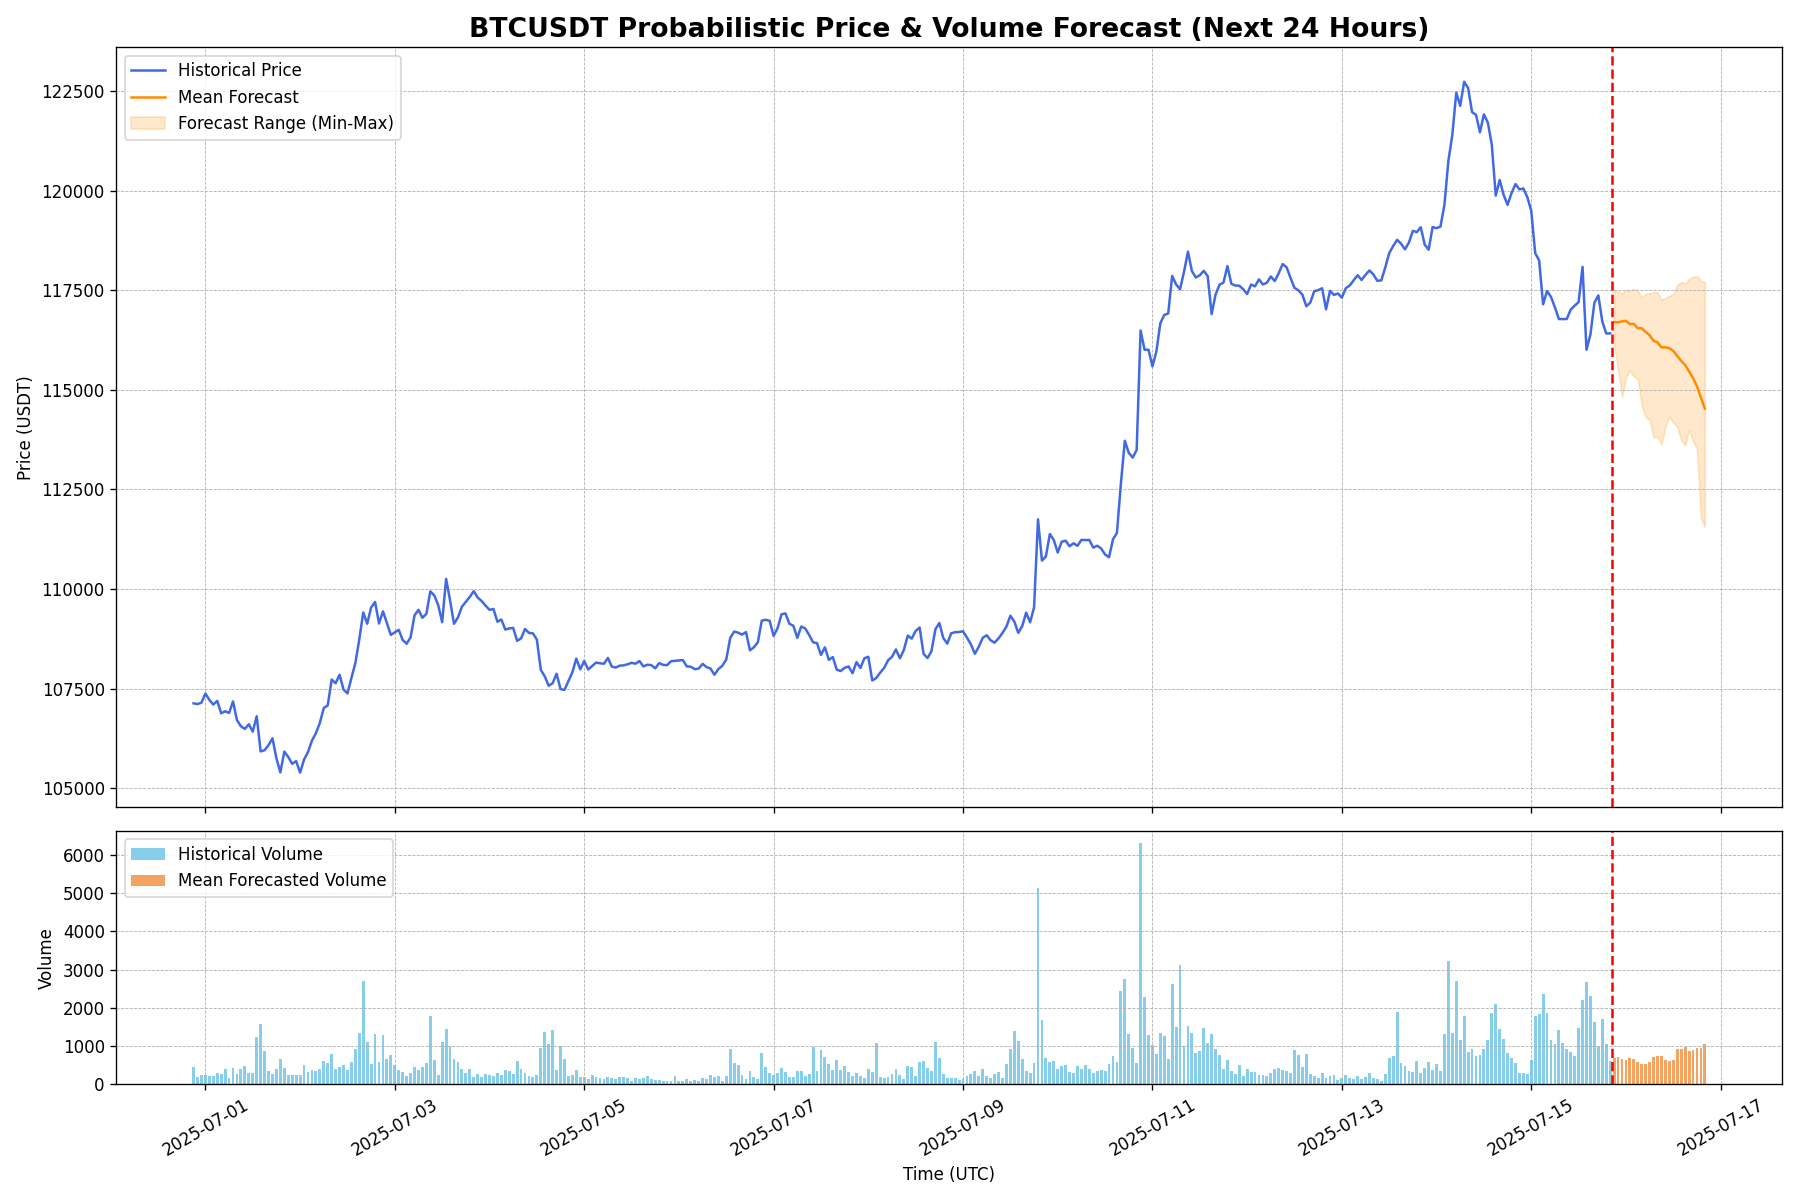 BTCUSDT Probabilistic Price & Volume Forecast (Next 24 Hours)
Historical Price
Mean Forecast
Forecast Range (Min-Max)
122500
120000
117500
115000
112500
110000
107500
105000
Price (USDT)
Historical Volume
Mean Forecasted Volume
6000
5000
4000
3000
2000
1000
0
Volume
2025-07-01
2025-07-03
2025-07-05
2025-07-07
2025-07-09
2025-07-11
2025-07-13
2025-07-15
2025-07-17
Time (UTC)